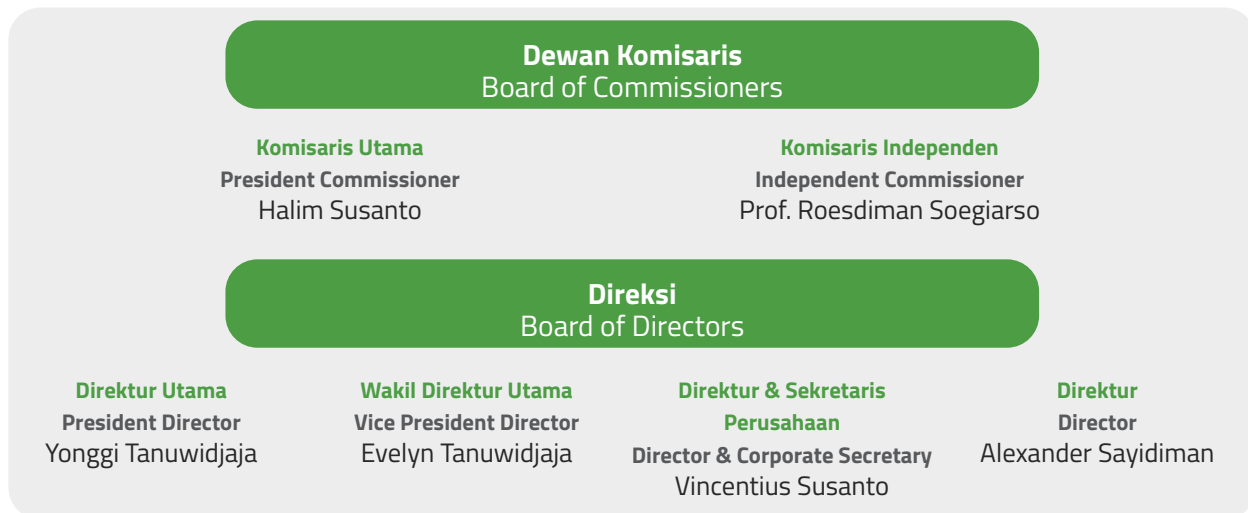 Dewan Komisaris
Board of Commissioners
Komisaris Utama
President Commissioner
Halim Susanto
Komisaris Independen
Independent Commissioner
Prof. Roesdiman Soegiarso
Direksi
Board of Directors
Direktur Utama
President Director
Yonggi Tanuwidjaja
Wakil Direktur Utama
Vice President Director
Evelyn Tanuwidjaja
Direktur & Sekretaris
Perusahaan
Director & Corporate Secretary
Vincentius Susanto
Direktur
Director
Alexander Sayidiman